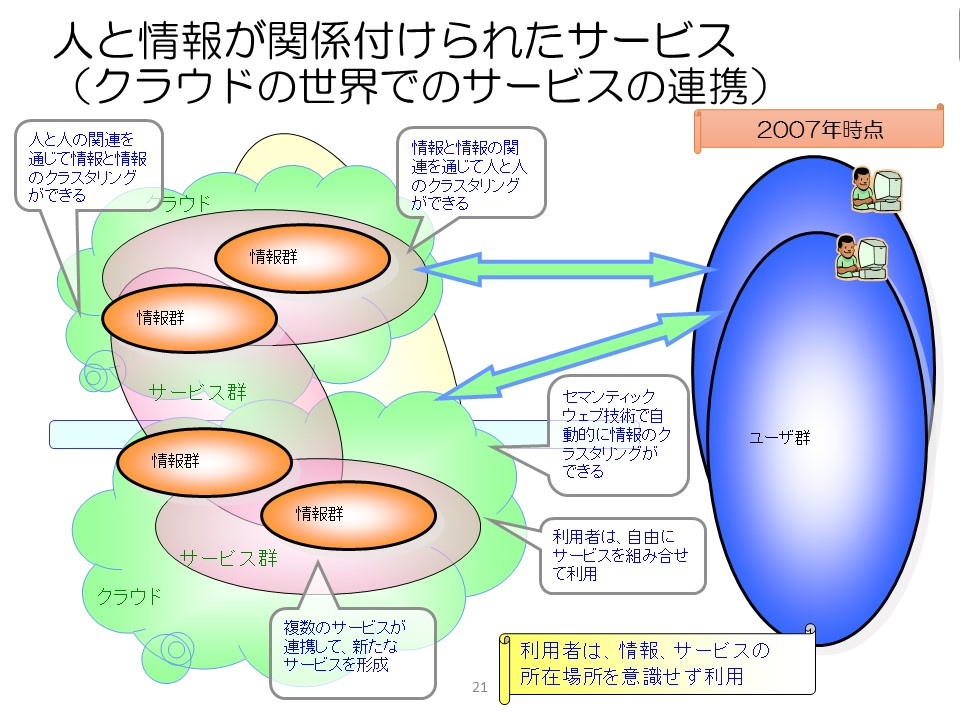 人と情報が関係付けられたサービス
（クラウドの世界でのサービスの連携）
2007年時点
人と人の関連を
通じて情報と情報
のクラスタリング
ができる
情報と情報の関
連を通じて人と人
のクラスタリング
ができる
クラウド
情報群
情報群
サービス群
セマンティック
ウェブ技術で自
動的に情報のク
ラスタリングが
できる
ユーザ群
情報群
情報群
利用者は、自由に
サービスを組み合せ
て利用
サービス群
クラウド
複数のサービスが
連携して、新たな
サービスを形成
利用者は、情報、サービスの
所在場所を意識せず利用
21